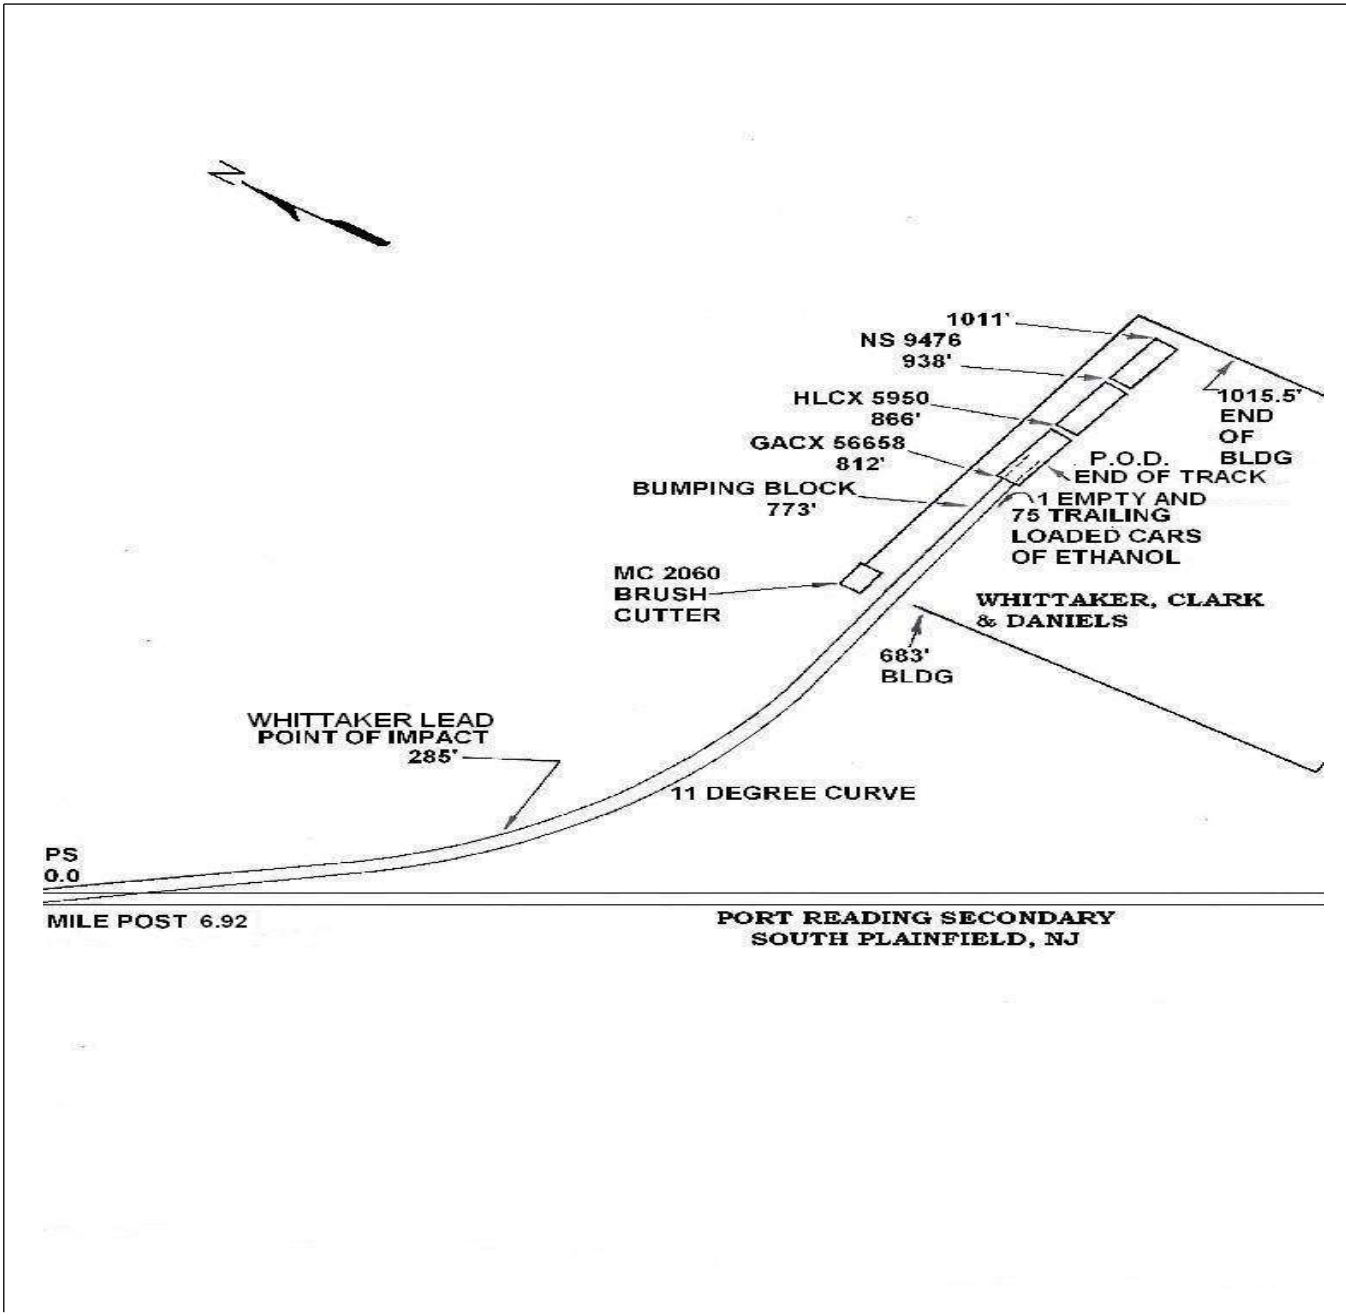 N
1011'
NS 9476
938'
HLCX 5950
866'
GACX 56658
812'
BUMPING BLOCK
773'
1015.5'
END
OF
BLDG
P.O.D.
END OF TRACK
1 EMPTY AND
75 TRAILING
LOADED CARS
OF ETHANOL
MC 2060
BRUSH
CUTTER
WHITTAKER, CLARK
& DANIELS
683'
BLDG
WHITTAKER LEAD
POINT OF IMPACT
285'
11 DEGREE CURVE
PS
0.0
MILE POST 6.92
PORT READING SECONDARY
SOUTH PLAINFIELD, NJ